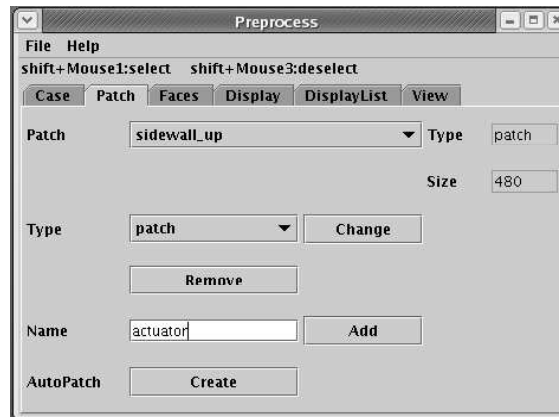 Preprocess
File Help
shift+Mouse1:select shift+Mouse3:deselect
Case Patch Faces Display DisplayList View
Patch sidewall_up Type patch
Size 480
Type patch Change
Remove
Name actuator Add
AutoPatch Create